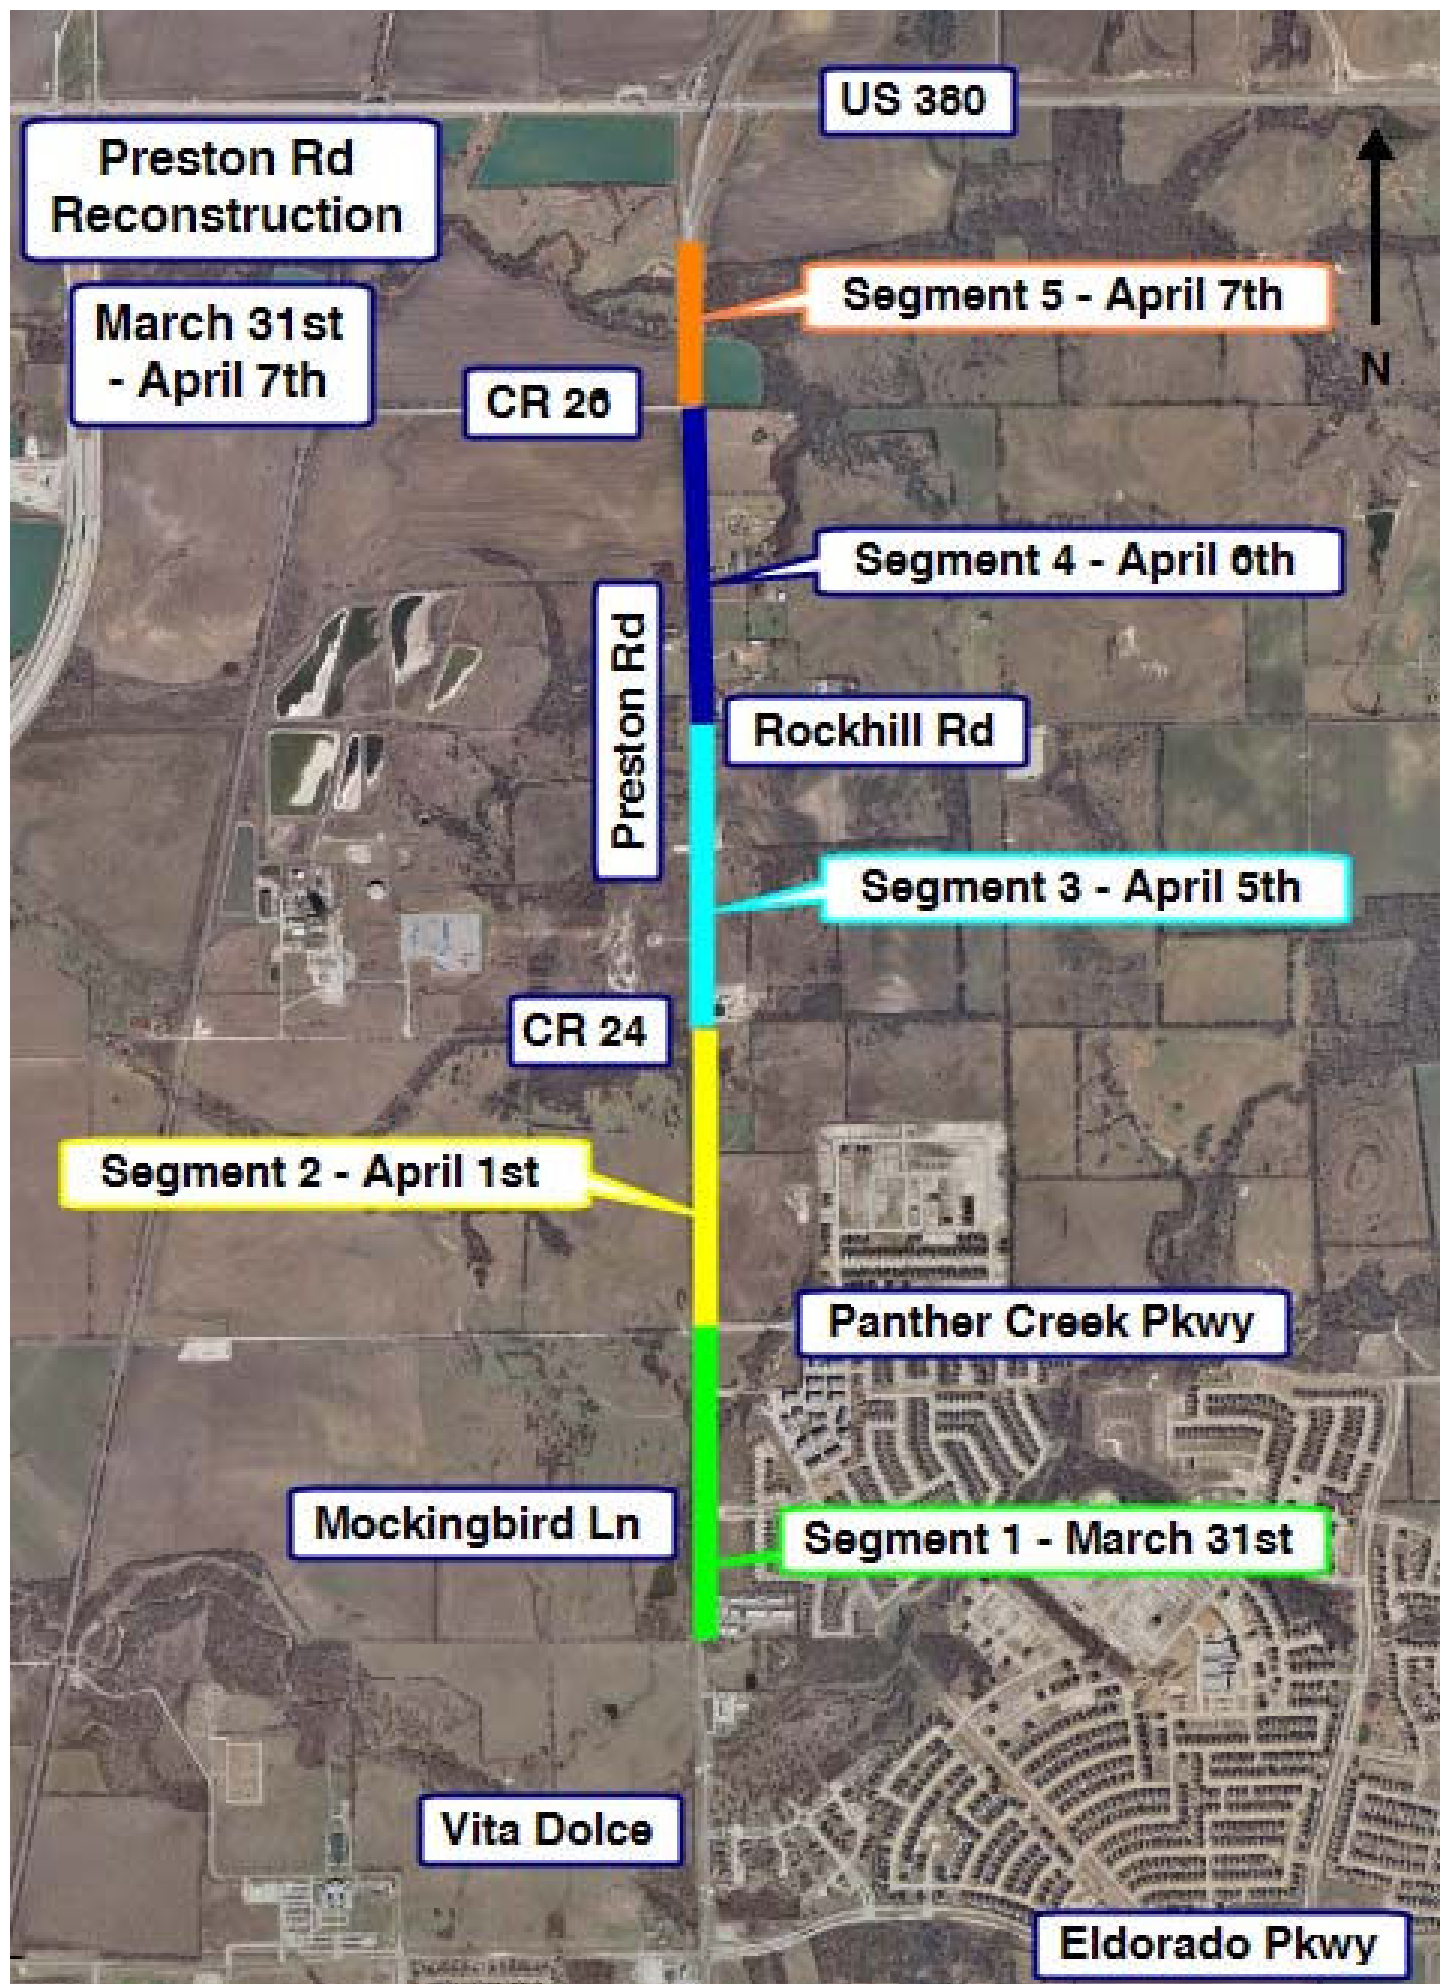 US 380
Preston Rd
Reconstruction
March 31st
- April 7th
Segment 5 - April 7th
N
CR 26
Segment 4 - April 6th
Preston Rd
Rockhill Rd
Segment 3 - April 5th
CR 24
Segment 2 - April 1st
Panther Creek Pkwy
Mockingbird Ln
Segment 1 - March 31st
Vita Dolce
Eldorado Pkwy